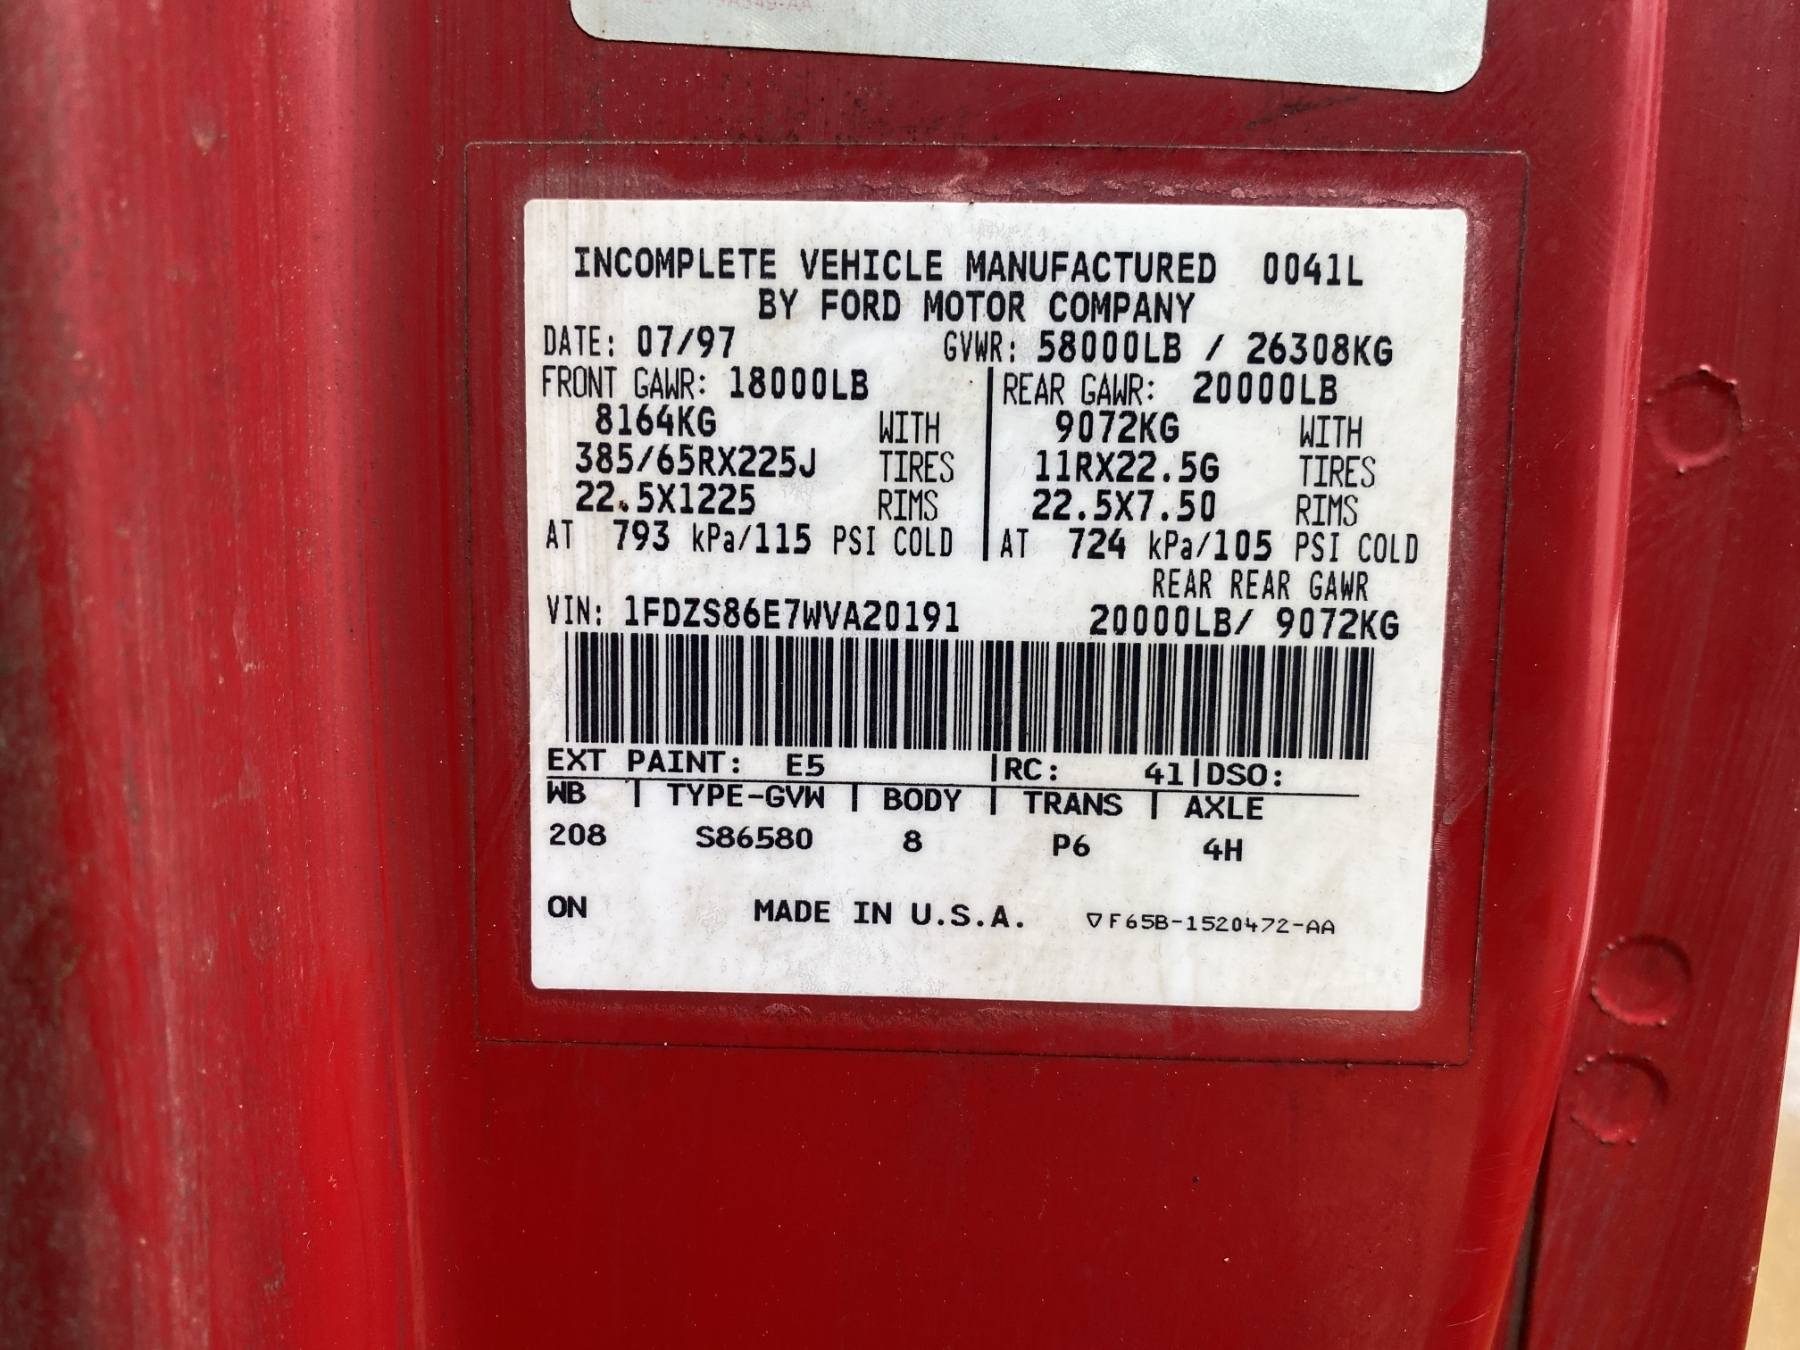 INCOMPLETE VEHICLE MANUFACTURED 0041L
BY FORD MOTOR COMPANY
DATE: 07/97 GVWR: 58000LB / 26308KG
FRONT GAWR: 18000LB REAR GAWR: 20000LB
8164KG WITH 9072KG WITH
385/65RX225J TIRES 11RX22.5G TIRES
22.5X1225 RIMS 22.5X7.50 RIMS
AT 793 kPa/115 PSI COLD AT 724 kPa/105 PSI COLD
REAR REAR GAWR
VIN: 1FDZS86E7WVA20191 20000LB/ 9072KG
EXT PAINT: E5 |RC: 41|DSO:
WB | TYPE-GVW | BODY | TRANS | AXLE
208 S86580 8 P6 4H
ON MADE IN U.S.A. ▽F65B-1520472-AA